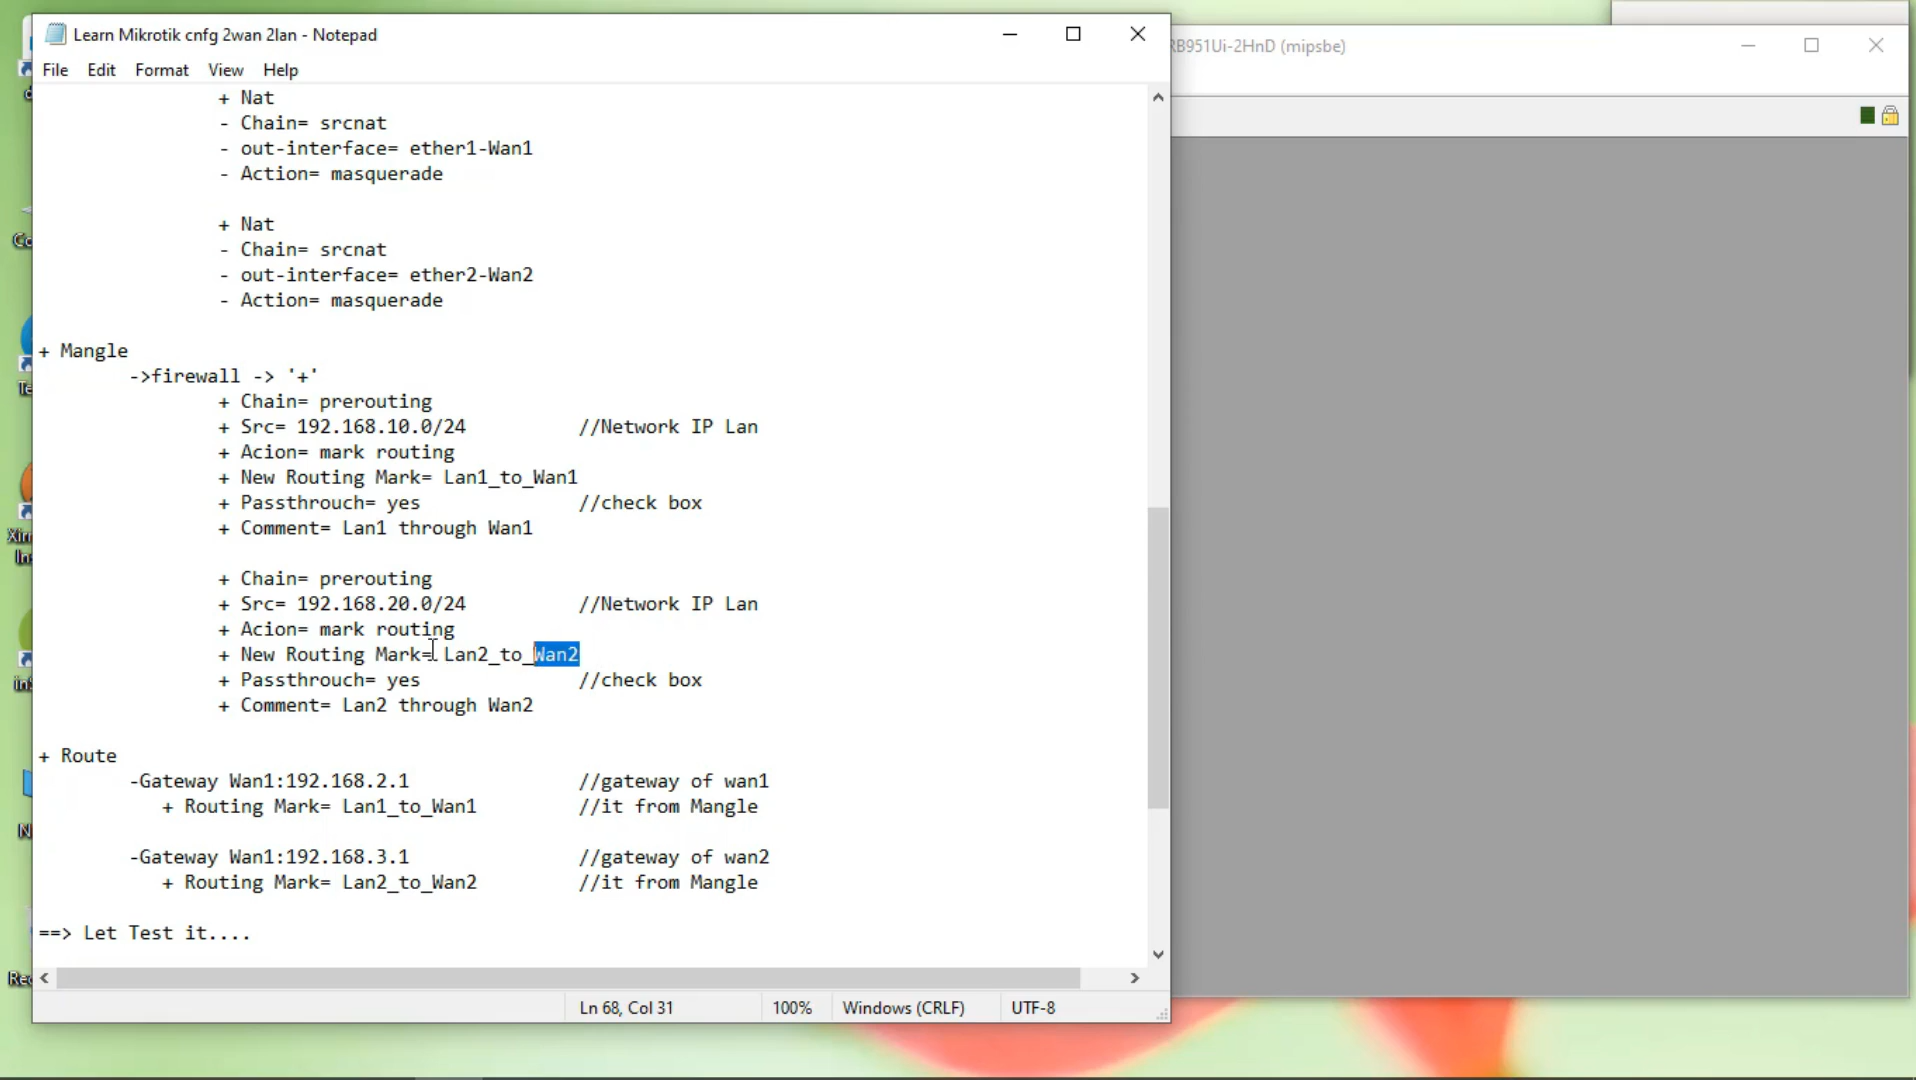 Learn Mikrotik cnfg 2wan 2lan - Notepad
RB951Ui-2HnD (mipsbe)
File Edit Format View Help
+ Nat
- Chain= srcnat
- out-interface= ether1-Wan1
- Action= masquerade
+ Nat
- Chain= srcnat
- out-interface= ether2-Wan2
- Action= masquerade
+ Mangle
->firewall -> '+'
+ Chain= prerouting
+ Src= 192.168.10.0/24 //Network IP Lan
+ Acion= mark routing
+ New Routing Mark= Lan1_to_Wan1
+ Passthrouch= yes //check box
+ Comment= Lan1 through Wan1
+ Chain= prerouting
+ Src= 192.168.20.0/24 //Network IP Lan
+ Acion= mark routing
+ New Routing Mark= Lan2_to_Wan2
+ Passthrouch= yes //check box
+ Comment= Lan2 through Wan2
+ Route
-Gateway Wan1:192.168.2.1 //gateway of wan1
+ Routing Mark= Lan1_to_Wan1 //it from Mangle
-Gateway Wan1:192.168.3.1 //gateway of wan2
+ Routing Mark= Lan2_to_Wan2 //it from Mangle
==> Let Test it....
Ln 68, Col 31 100% Windows (CRLF) UTF-8